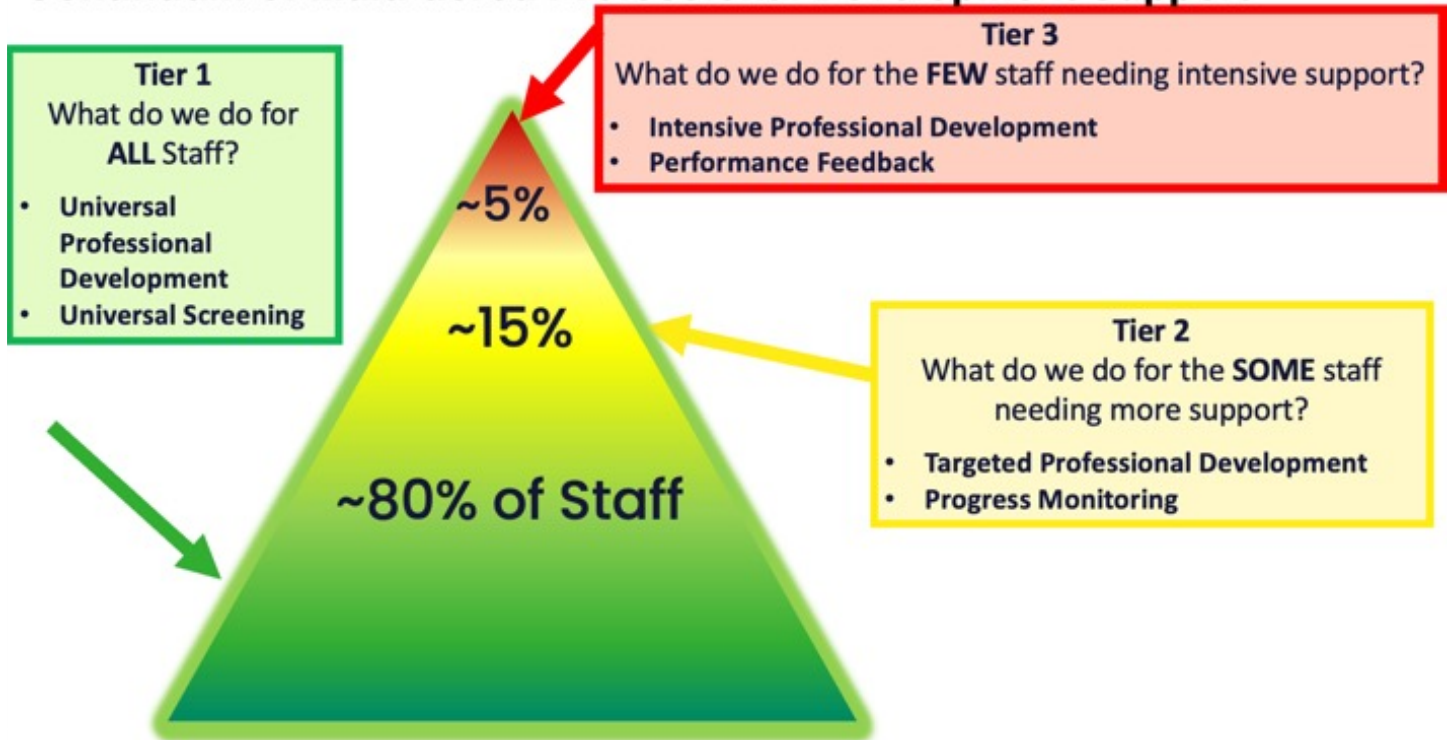 Tier 1
What do we do for
ALL Staff?
• Universal
Professional
Development
• Universal Screening
Tier 3
What do we do for the FEW staff needing intensive support?
• Intensive Professional Development
• Performance Feedback
~5%
~15%
~80% of Staff
Tier 2
What do we do for the SOME staff
needing more support?
• Targeted Professional Development
• Progress Monitoring